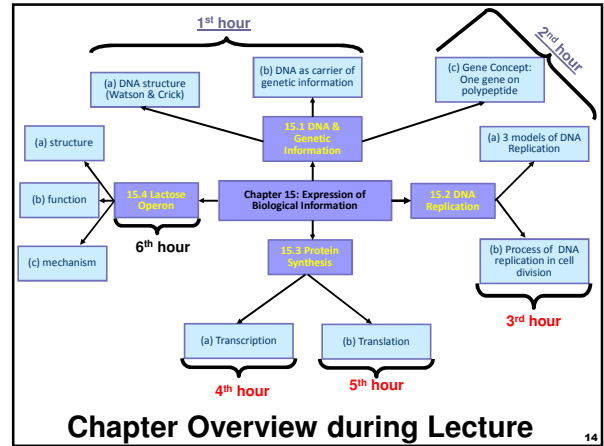 1st hour
2nd hour
(a) DNA structure
(Watson & Crick)
(b) DNA as carrier of
genetic information
(c) Gene Concept:
One gene on
polypeptide
15.1 DNA &
Genetic
Information
(a) 3 models of DNA
Replication
(a) structure
(b) function
(c) mechanism
15.4 Lactose
Operon
6th hour
Chapter 15: Expression of
Biological Information
15.2 DNA
Replication
15.3 Protein
Synthesis
(b) Process of DNA
replication in cell
division
3rd hour
(a) Transcription
(b) Translation
4th hour
5th hour
Chapter Overview during Lecture
14